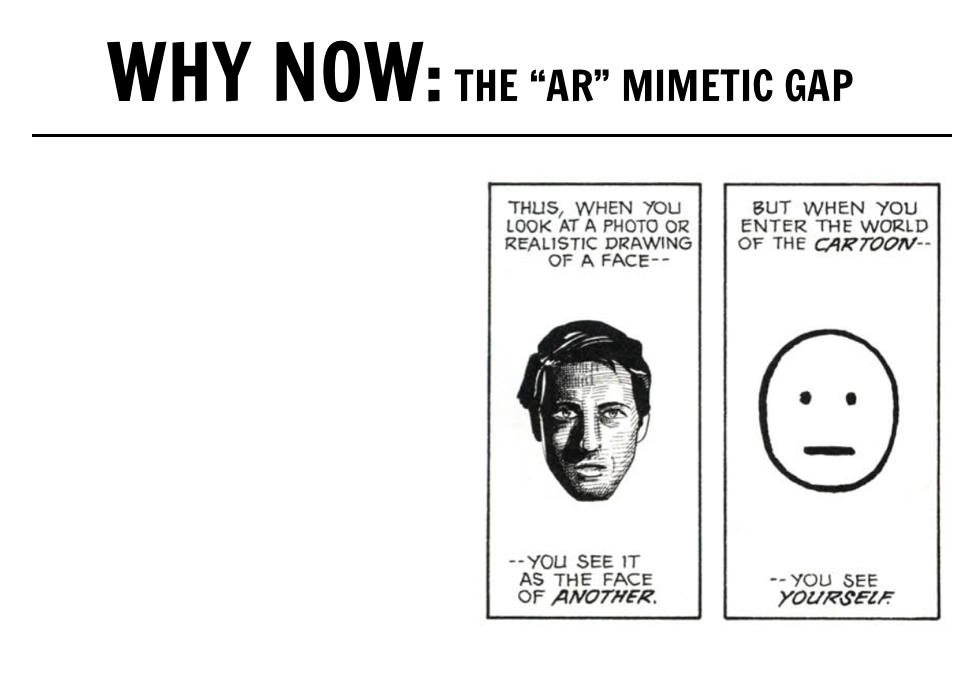 WHY NOW: THE “AR” MIMETIC GAP
THUS, WHEN YOU
LOOK AT A PHOTO OR
REALISTIC DRAWING
OF A FACE--
--YOU SEE IT
AS THE FACE
OF ANOTHER.
BUT WHEN YOU
ENTER THE WORLD
OF THE CARTOON--
--YOU SEE
YOURSELF.